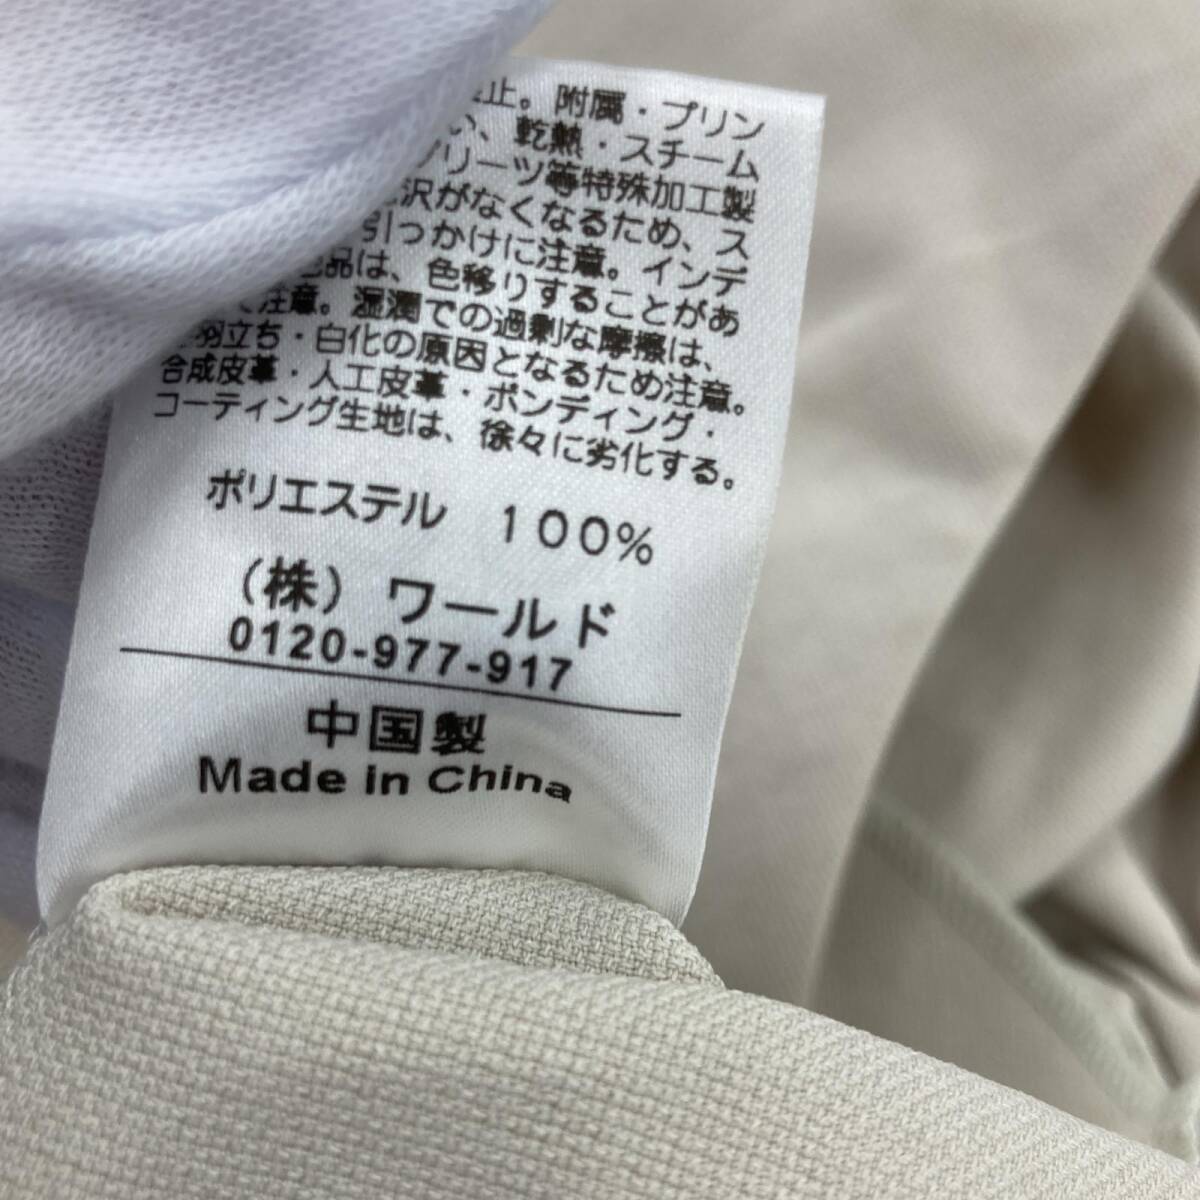 止。附属・プリン
い、乾熱・スチーム
プリーツ等特殊加工製
沢がなくなるため、ス
引っかけに注意。インデ
色品は、色移りすることがあ
で注意。湿潤での過剰な摩擦は、
羽立ち・白化の原因となるため注意。
合成皮革・人工皮革・ボンディング・
コーティング生地は、徐々に劣化する。
ポリエステル 100%
(株) ワールド
0120-977-917
中国製
Made in China